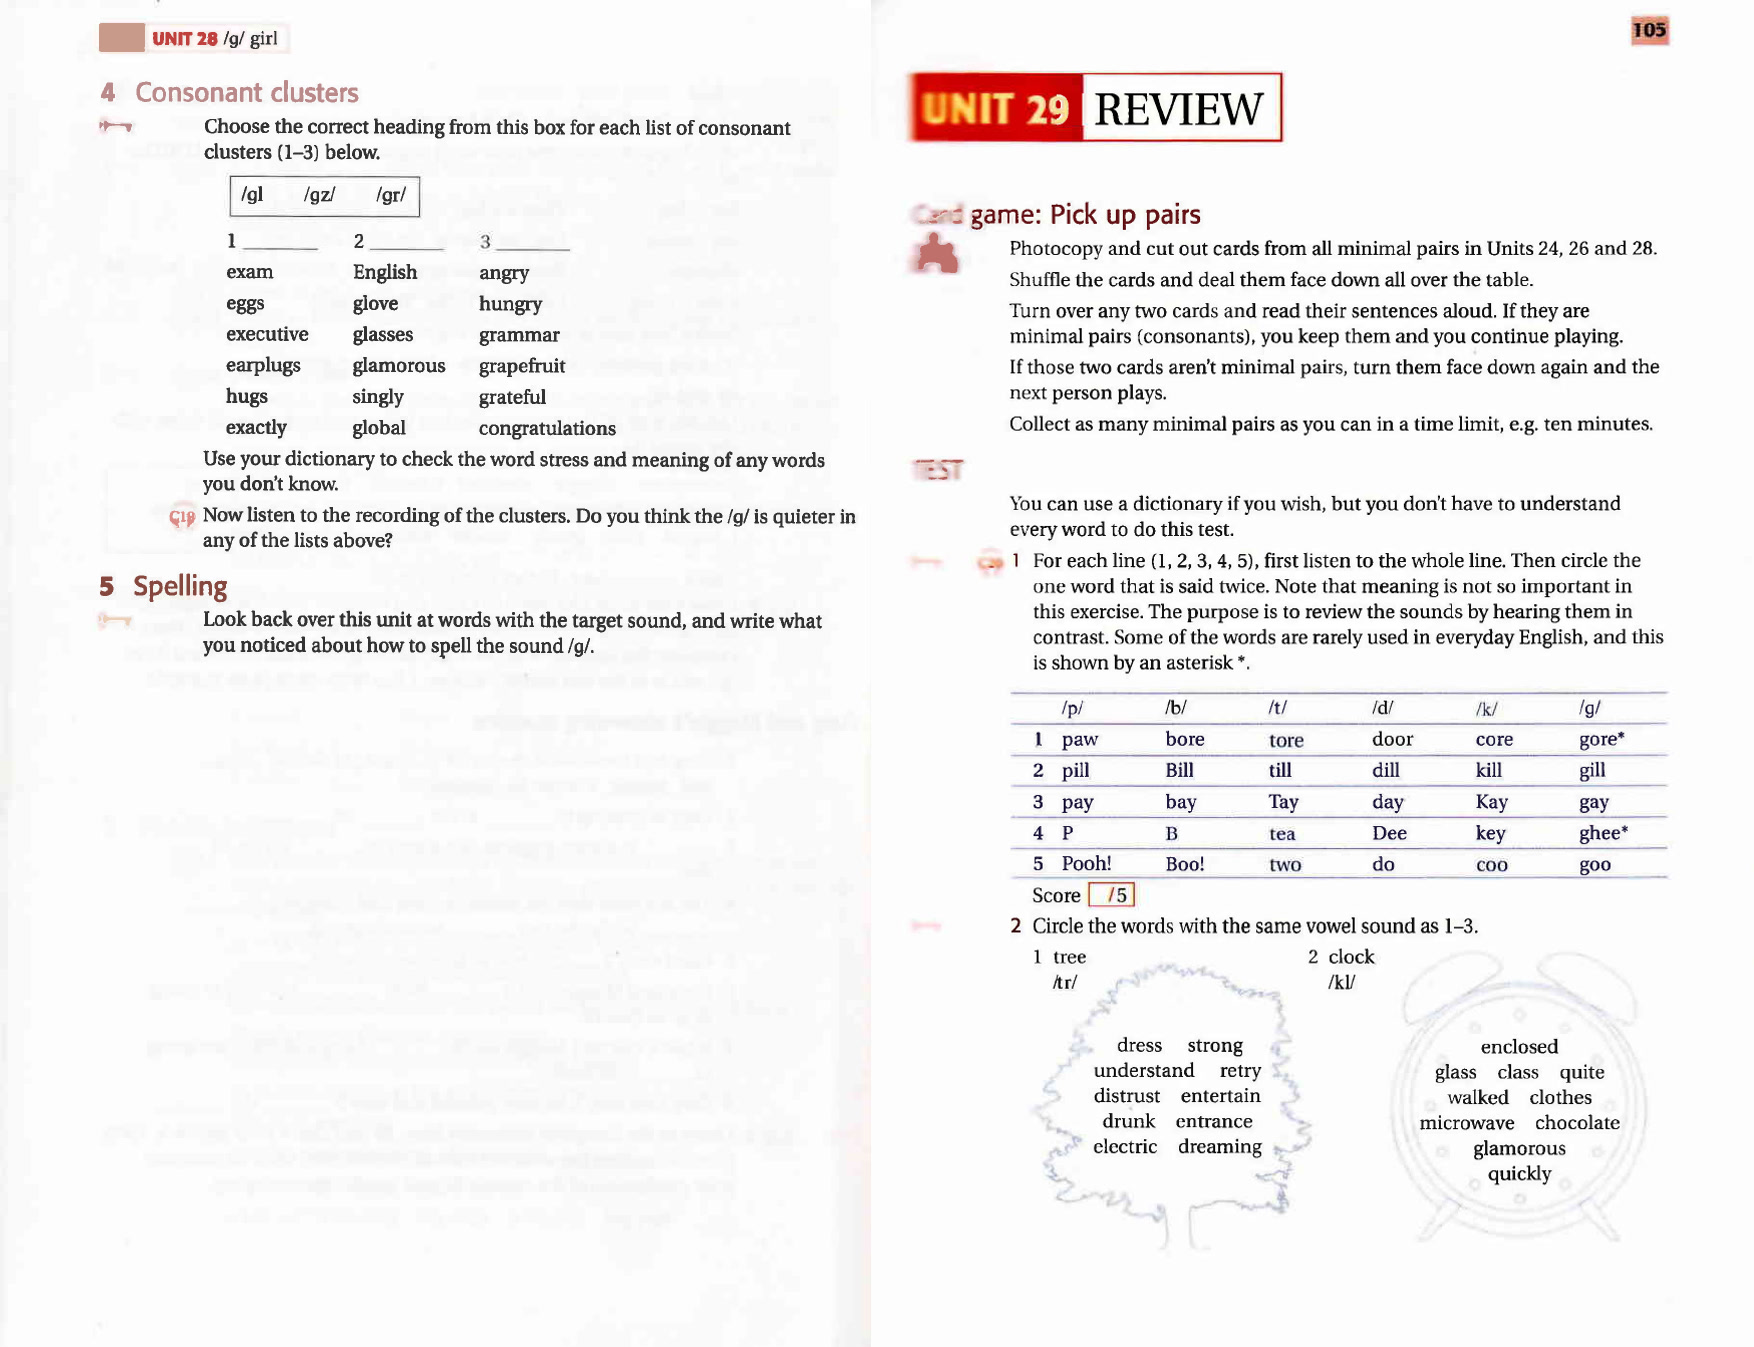 UNIT 28 /g/ girl
4 Consonant clusters
Choose the correct heading from this box for each list of consonant
clusters (1–3) below.
/gl /gz/ /gr/
1 ______ 2 ______ 3 ______
exam English angry
eggs glove hungry
executive glasses grammar
earplugs glamorous grapefruit
hugs singly grateful
exactly global congratulations
Use your dictionary to check the word stress and meaning of any words
you don't know.
Now listen to the recording of the clusters. Do you think the /g/ is quieter in
any of the lists above?
5 Spelling
Look back over this unit at words with the target sound, and write what
you noticed about how to spell the sound /g/.
105
UNIT 29 REVIEW
Card game: Pick up pairs
Photocopy and cut out cards from all minimal pairs in Units 24, 26 and 28.
Shuffle the cards and deal them face down all over the table.
Turn over any two cards and read their sentences aloud. If they are
minimal pairs (consonants), you keep them and you continue playing.
If those two cards aren't minimal pairs, turn them face down again and the
next person plays.
Collect as many minimal pairs as you can in a time limit, e.g. ten minutes.
TEST
You can use a dictionary if you wish, but you don't have to understand
every word to do this test.
1 For each line (1, 2, 3, 4, 5), first listen to the whole line. Then circle the
one word that is said twice. Note that meaning is not so important in
this exercise. The purpose is to review the sounds by hearing them in
contrast. Some of the words are rarely used in everyday English, and this
is shown by an asterisk *.
/p/ /b/ /t/ /d/ /k/ /g/
1 paw bore tore door core gore*
2 pill Bill till dill kill gill
3 pay bay Tay day Kay gay
4 P B tea Dee key ghee*
5 Pooh! Boo! two do coo goo
Score /5
2 Circle the words with the same vowel sound as 1–3.
1 tree
/tr/
dress strong
understand retry
distrust entertain
drunk entrance
electric dreaming
2 clock
/kl/
enclosed
glass class quite
walked clothes
microwave chocolate
glamorous
quickly